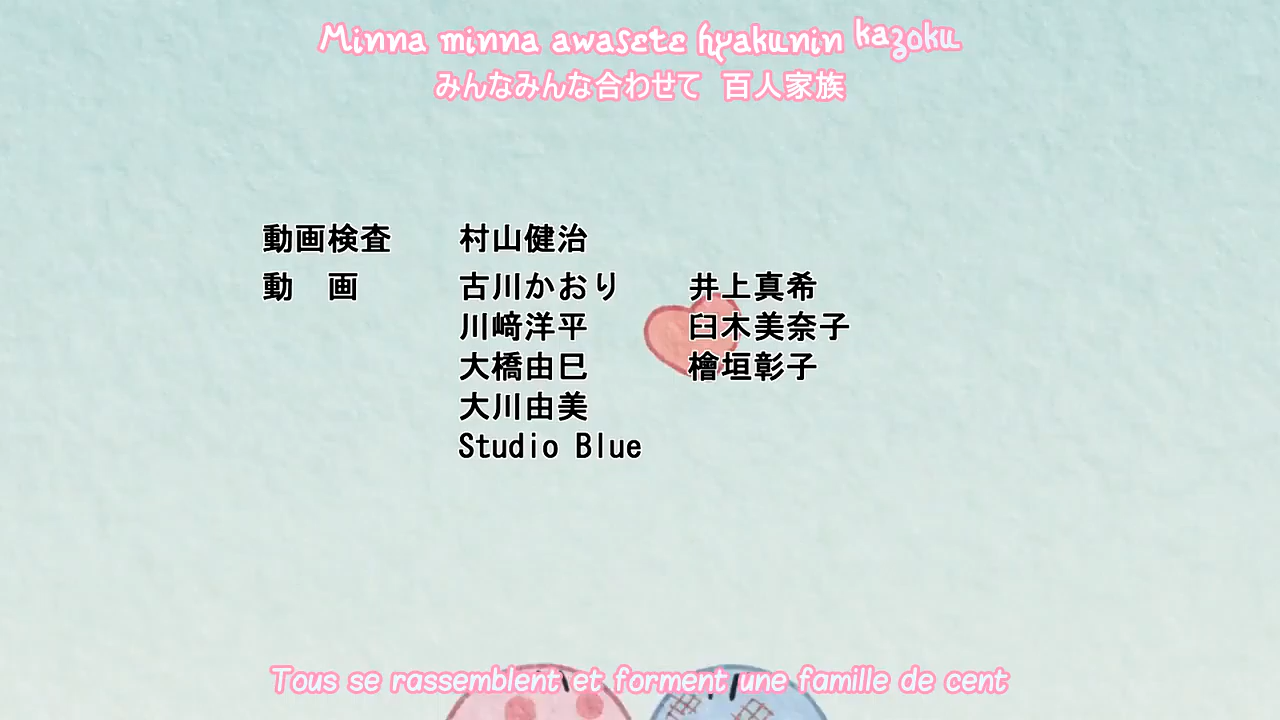 Minna minna awasete hyakunin kazoku
みんなみんな合わせて　百人家族
動画検査　村山健治
動　画　古川かおり　井上真希
川﨑洋平　臼木美奈子
大橋由巳　檜垣彰子
大川由美
Studio Blue
Tous se rassemblent et forment une famille de cent